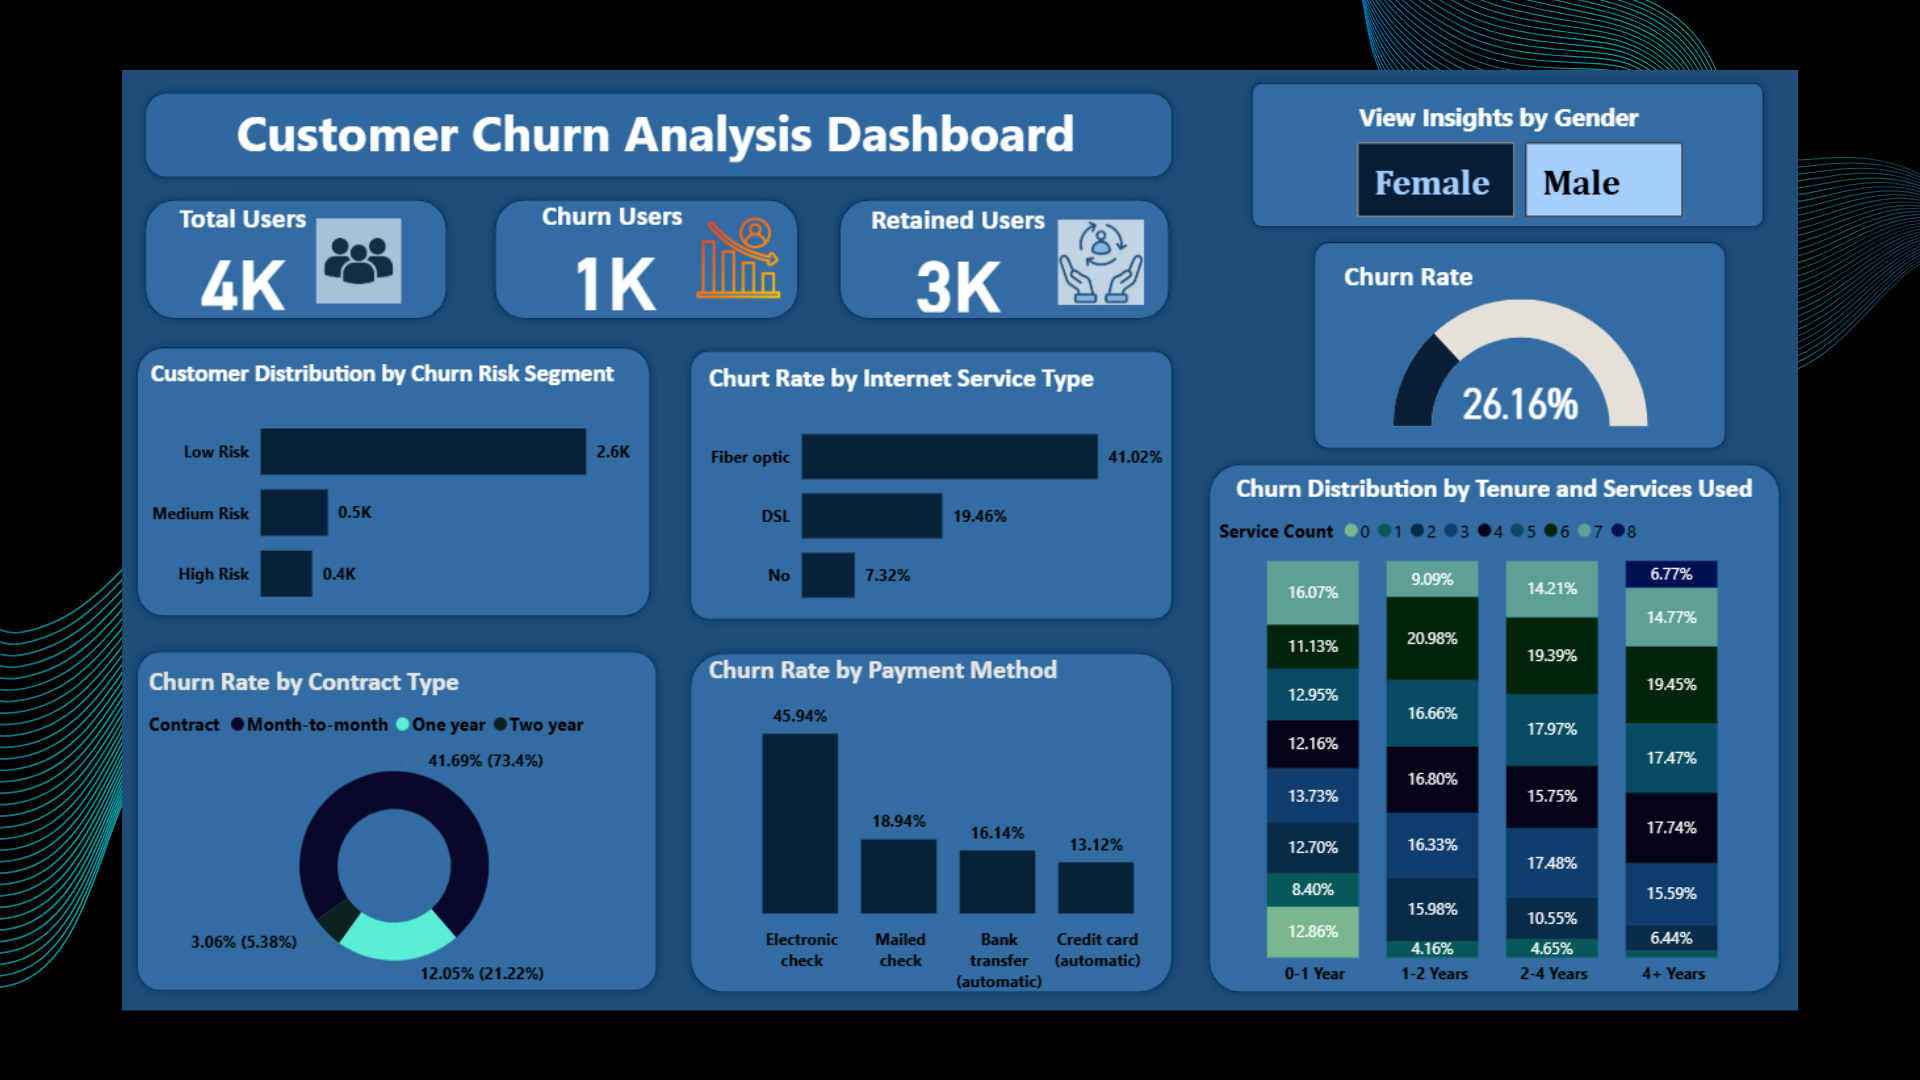 Customer Churn Analysis Dashboard
View Insights by Gender
Female
Male
Total Users
4K
Churn Users
1K
Retained Users
3K
Churn Rate
26.16%
Customer Distribution by Churn Risk Segment
Low Risk 2.6K
Medium Risk 0.5K
High Risk 0.4K
Churt Rate by Internet Service Type
Fiber optic 41.02%
DSL 19.46%
No 7.32%
Churn Rate by Contract Type
Contract Month-to-month One year Two year
41.69% (73.4%)
3.06% (5.38%)
12.05% (21.22%)
Churn Rate by Payment Method
45.94%
18.94%
16.14%
13.12%
Electronic check
Mailed check
Bank transfer (automatic)
Credit card (automatic)
Churn Distribution by Tenure and Services Used
Service Count 0 1 2 3 4 5 6 7 8
16.07%
11.13%
12.95%
12.16%
13.73%
12.70%
8.40%
12.86%
0-1 Year
9.09%
20.98%
16.66%
16.80%
16.33%
15.98%
4.16%
1-2 Years
14.21%
19.39%
17.97%
15.75%
17.48%
10.55%
4.65%
2-4 Years
6.77%
14.77%
19.45%
17.47%
17.74%
15.59%
6.44%
4+ Years